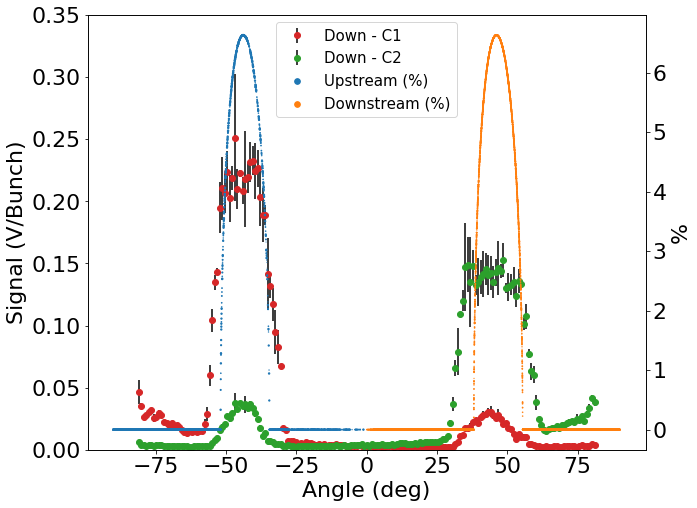 0.35
0.30
0.25
0.20
0.15
0.10
0.05
0.00
Signal (V/Bunch)
Down - C1
Down - C2
Upstream (%)
Downstream (%)
6
5
4
3
2
1
0
%
−75 −50 −25 0 25 50 75
Angle (deg)